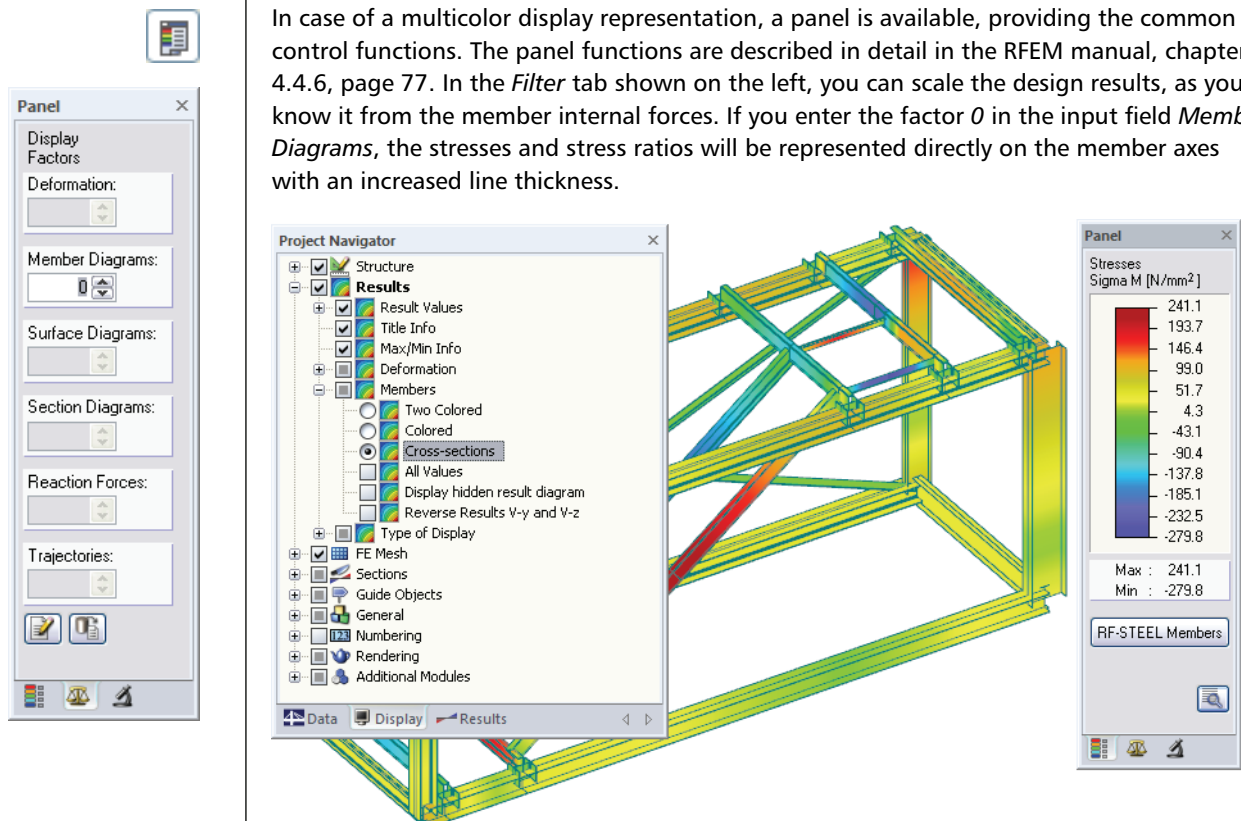 In case of a multicolor display representation, a panel is available, providing the common
control functions. The panel functions are described in detail in the RFEM manual, chapter
4.4.6, page 77. In the Filter tab shown on the left, you can scale the design results, as you
know it from the member internal forces. If you enter the factor 0 in the input field Memb
Diagrams, the stresses and stress ratios will be represented directly on the member axes
with an increased line thickness.
Panel
Display
Factors
Deformation:
Member Diagrams:
0
Surface Diagrams:
Section Diagrams:
Reaction Forces:
Trajectories:
Project Navigator
Structure
Results
Result Values
Title Info
Max/Min Info
Deformation
Members
Two Colored
Colored
Cross-sections
All Values
Display hidden result diagram
Reverse Results V-y and V-z
Type of Display
FE Mesh
Sections
Guide Objects
General
123 Numbering
Rendering
Additional Modules
Data Display Results
Panel
Stresses
Sigma M [N/mm²]
241.1
193.7
146.4
99.0
51.7
4.3
-43.1
-90.4
-137.8
-185.1
-232.5
-279.8
Max : 241.1
Min : -279.8
RF-STEEL Members